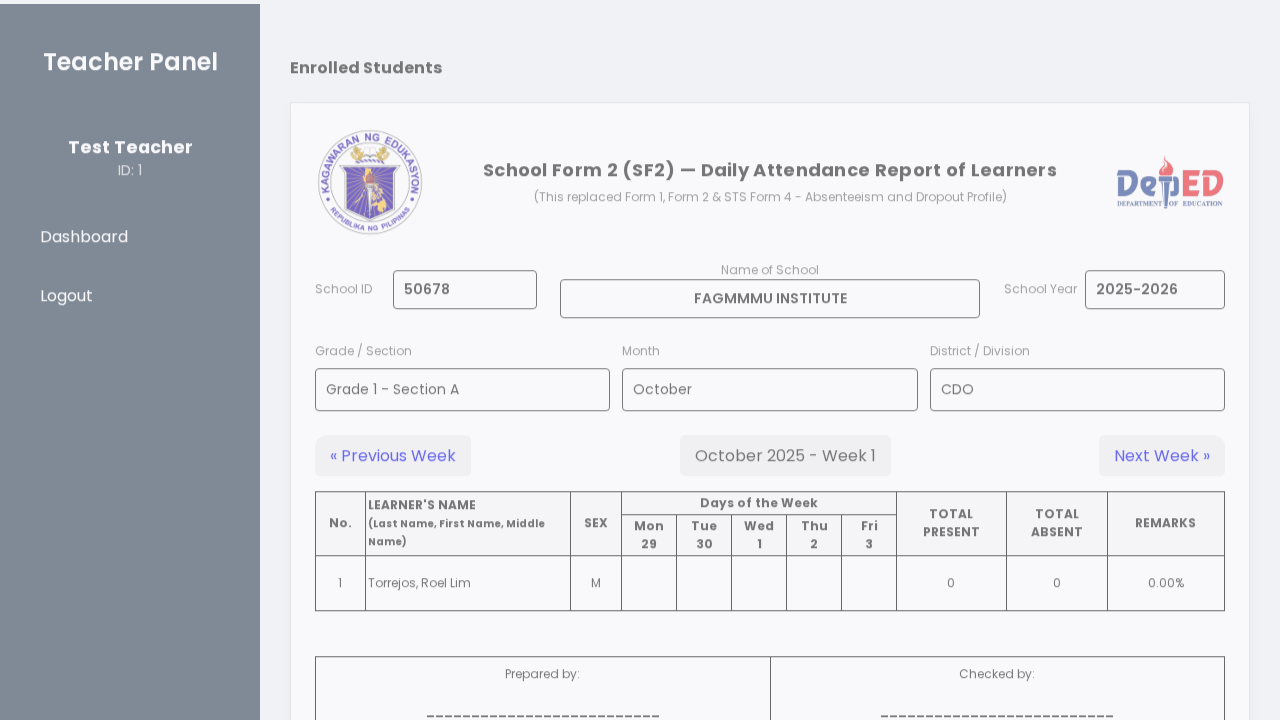 Teacher Panel
Test Teacher
ID: 1
Dashboard
Logout
Enrolled Students
KAGAWARAN NG EDUKASYON
REPUBLIKA NG PILIPINAS
School Form 2 (SF2) — Daily Attendance Report of Learners
(This replaced Form 1, Form 2 & STS Form 4 - Absenteeism and Dropout Profile)
DepED
DEPARTMENT OF EDUCATION
School ID
50678
Name of School
FAGMMMU INSTITUTE
School Year
2025-2026
Grade / Section
Month
District / Division
Grade 1 - Section A
October
CDO
« Previous Week
October 2025 - Week 1
Next Week »
No.
LEARNER'S NAME
(Last Name, First Name, Middle
Name)
SEX
Days of the Week
Mon
29
Tue
30
Wed
1
Thu
2
Fri
3
TOTAL
PRESENT
TOTAL
ABSENT
REMARKS
1
Torrejos, Roel Lim
M
0
0
0.00%
Prepared by:
Checked by:
__________________________
__________________________